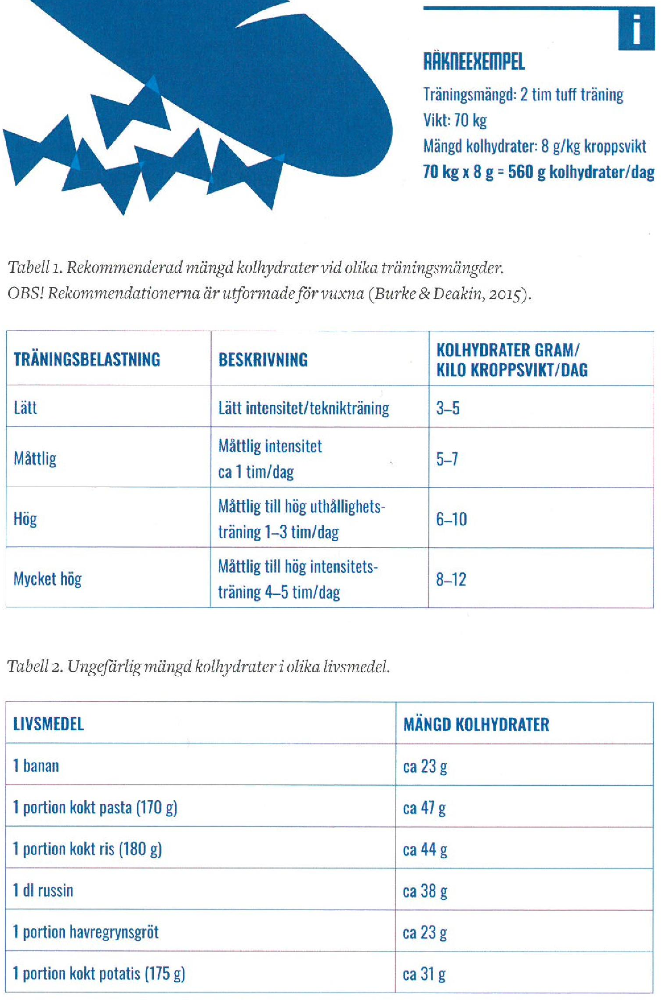 i
RÄKNEEXEMPEL
Träningsmängd: 2 tim tuff träning
Vikt: 70 kg
Mängd kolhydrater: 8 g/kg kroppsvikt
70 kg x 8 g = 560 g kolhydrater/dag
Tabell 1. Rekommenderad mängd kolhydrater vid olika träningsmängder.
OBS! Rekommendationerna är utformade för vuxna (Burke & Deakin, 2015).
TRÄNINGSBELASTNING
BESKRIVNING
KOLHYDRATER GRAM/
KILO KROPPSVIKT/DAG
Lätt
Lätt intensitet/teknikträning
3–5
Måttlig
Måttlig intensitet
ca 1 tim/dag
5–7
Hög
Måttlig till hög uthållighets-
träning 1–3 tim/dag
6–10
Mycket hög
Måttlig till hög intensitets-
träning 4–5 tim/dag
8–12
Tabell 2. Ungefärlig mängd kolhydrater i olika livsmedel.
LIVSMEDEL
MÄNGD KOLHYDRATER
1 banan
ca 23 g
1 portion kokt pasta (170 g)
ca 47 g
1 portion kokt ris (180 g)
ca 44 g
1 dl russin
ca 38 g
1 portion havregrynsgröt
ca 23 g
1 portion kokt potatis (175 g)
ca 31 g